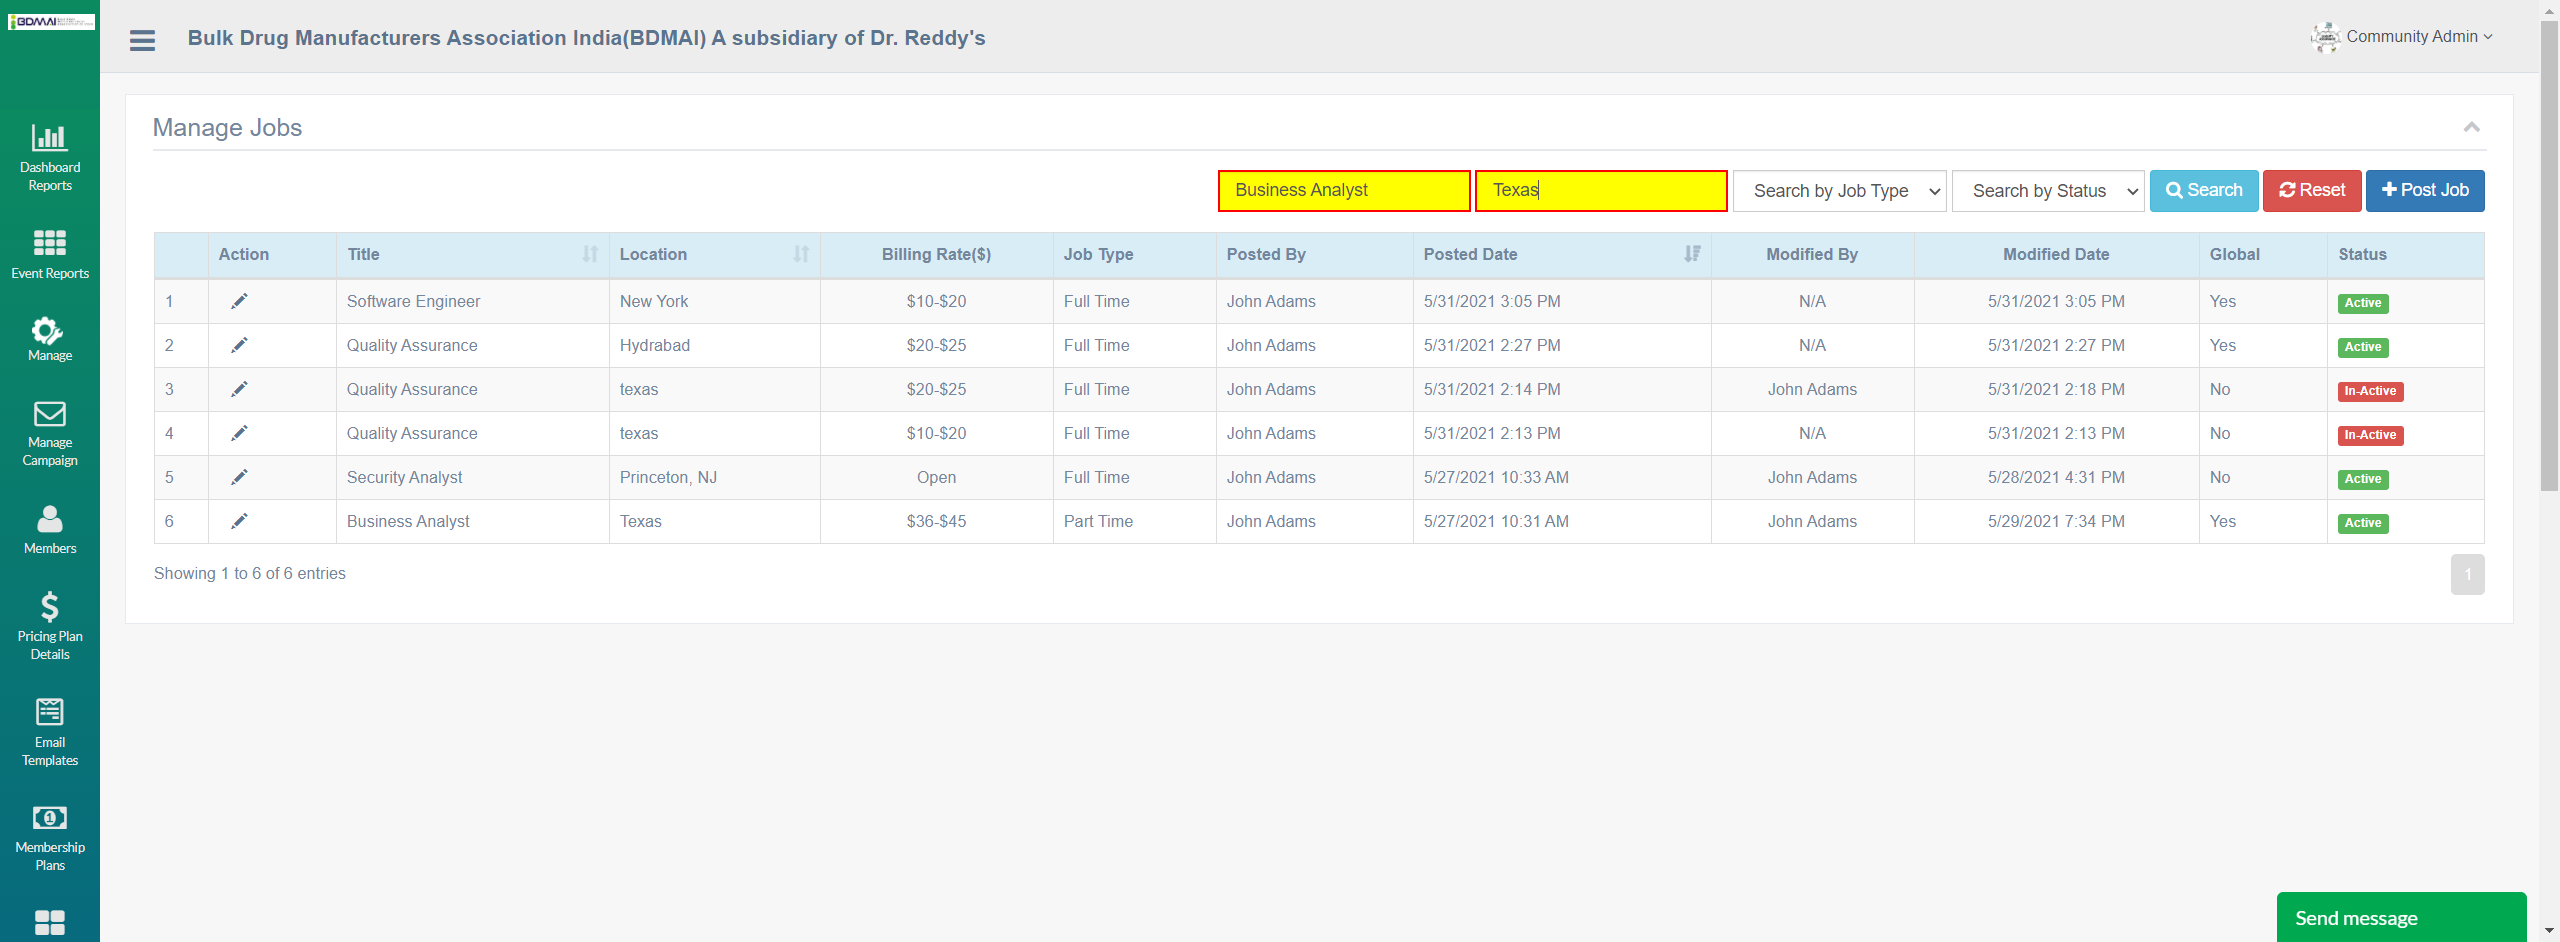 BDMAI
Bulk Drug Manufacturers Association India(BDMAI) A subsidiary of Dr. Reddy's
Community Admin
Dashboard
Reports
Event Reports
Manage
Manage
Campaign
Members
Pricing Plan
Details
Email
Templates
Membership
Plans
Manage Jobs
Business Analyst Texas Search by Job Type Search by Status Search Reset Post Job
Action Title Location Billing Rate($) Job Type Posted By Posted Date Modified By Modified Date Global Status
1 Software Engineer New York $10-$20 Full Time John Adams 5/31/2021 3:05 PM N/A 5/31/2021 3:05 PM Yes Active
2 Quality Assurance Hydrabad $20-$25 Full Time John Adams 5/31/2021 2:27 PM N/A 5/31/2021 2:27 PM Yes Active
3 Quality Assurance texas $20-$25 Full Time John Adams 5/31/2021 2:14 PM John Adams 5/31/2021 2:18 PM No In-Active
4 Quality Assurance texas $10-$20 Full Time John Adams 5/31/2021 2:13 PM N/A 5/31/2021 2:13 PM No In-Active
5 Security Analyst Princeton, NJ Open Full Time John Adams 5/27/2021 10:33 AM John Adams 5/28/2021 4:31 PM No Active
6 Business Analyst Texas $36-$45 Part Time John Adams 5/27/2021 10:31 AM John Adams 5/29/2021 7:34 PM Yes Active
Showing 1 to 6 of 6 entries
1
Send message